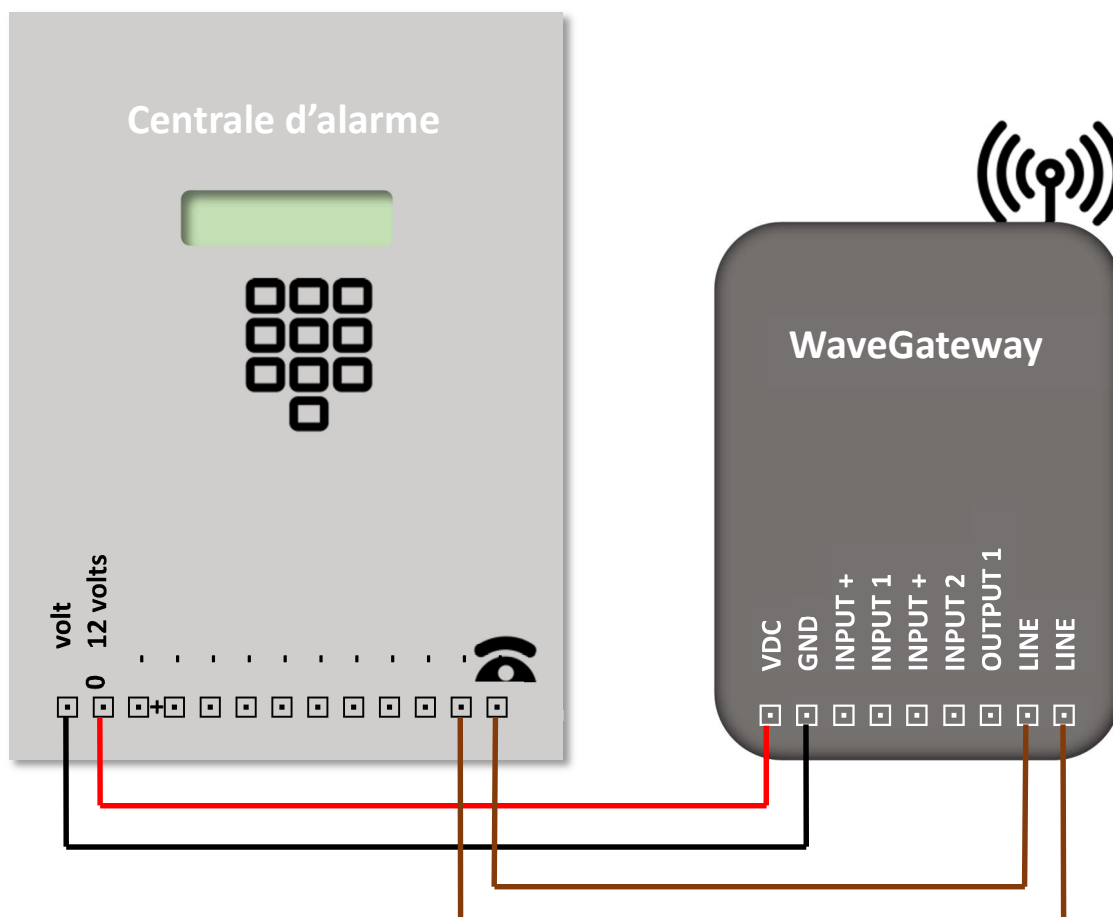 Centrale d'alarme
WaveGateway
volt
0 12 volts
+
VDC
GND
INPUT +
INPUT 1
INPUT +
INPUT 2
OUTPUT 1
LINE
LINE